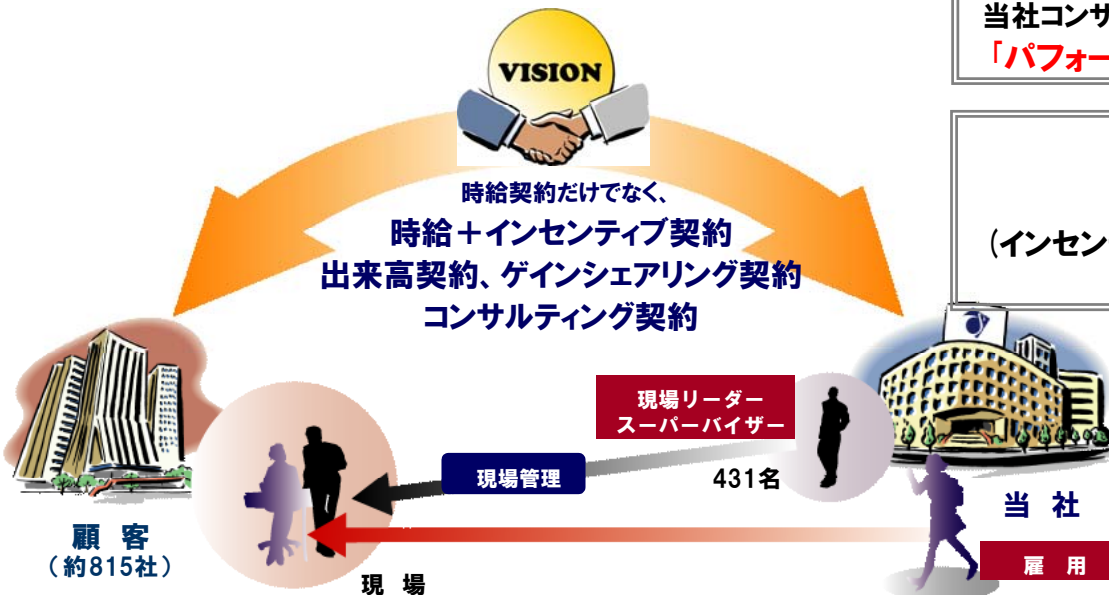 当社コンサ
「パフォー
VISION
時給契約だけでなく、
時給＋インセンティブ契約
出来高契約、ゲインシェアリング契約
コンサルティング契約
(インセン
現場リーダー
スーパーバイザー
431名
現場管理
顧 客
（約815社）
現 場
当 社
雇 用